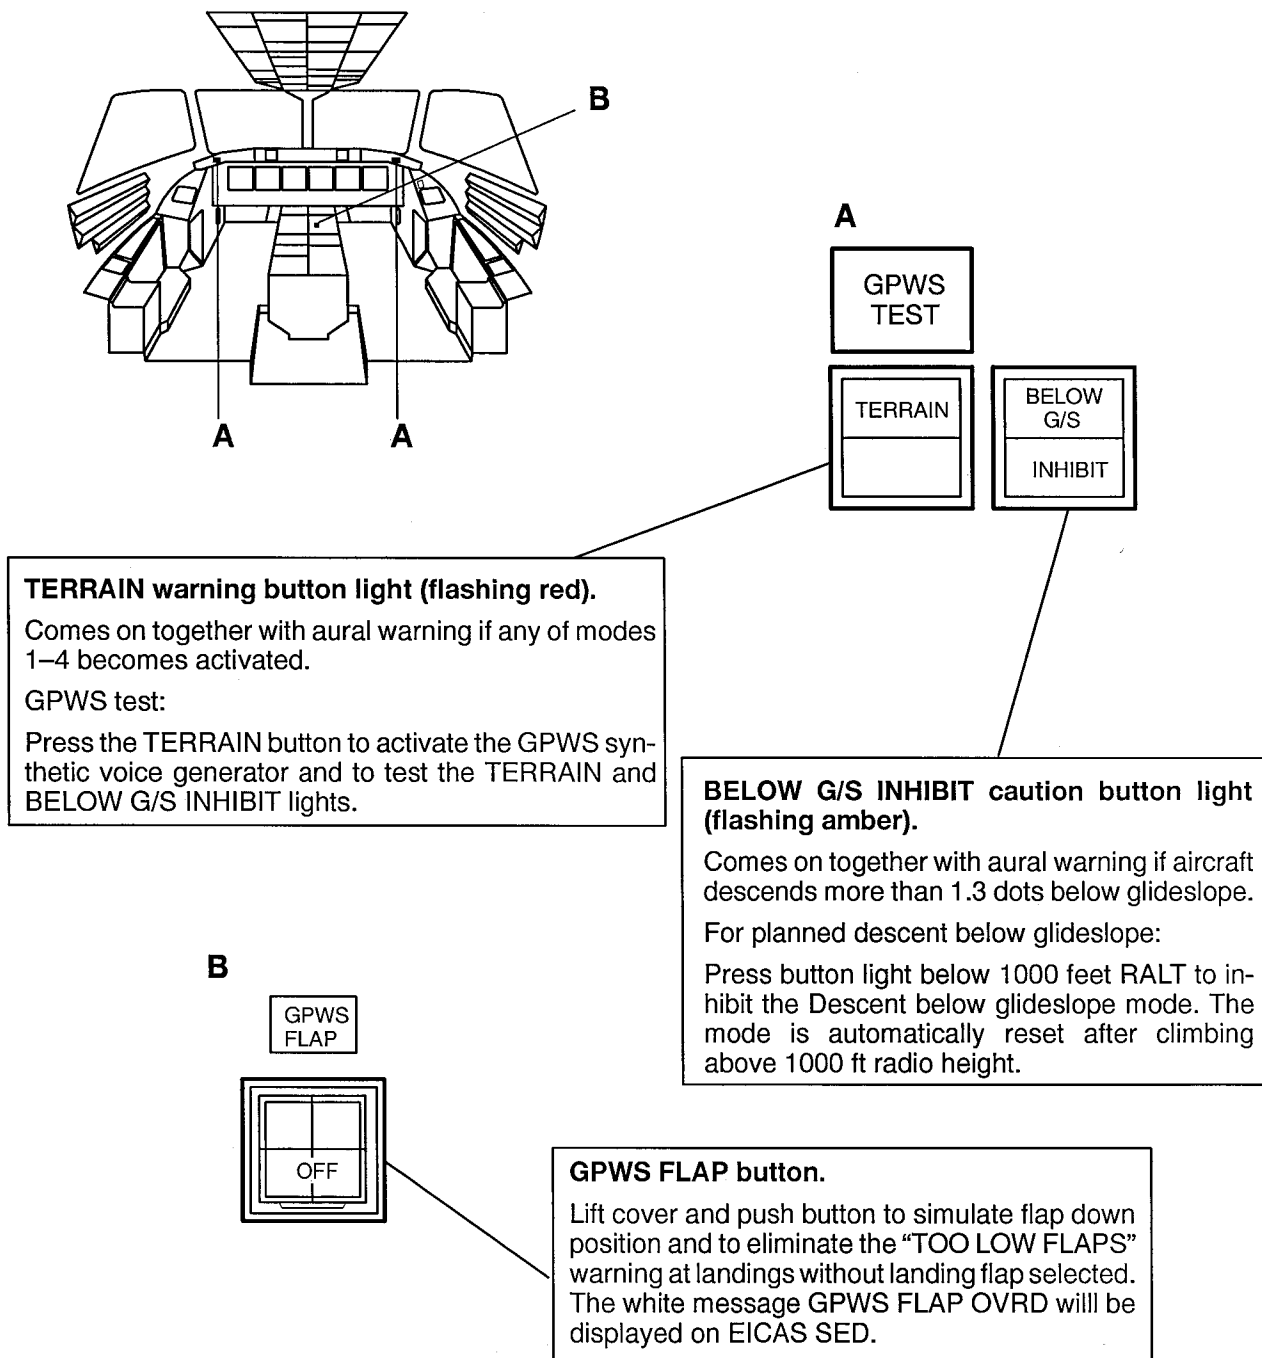 B
A
GPWS
TEST
TERRAIN
BELOW
G/S
INHIBIT
A
A
TERRAIN warning button light (flashing red).
Comes on together with aural warning if any of modes
1–4 becomes activated.
GPWS test:
Press the TERRAIN button to activate the GPWS syn-
thetic voice generator and to test the TERRAIN and
BELOW G/S INHIBIT lights.
BELOW G/S INHIBIT caution button light
(flashing amber).
Comes on together with aural warning if aircraft
descends more than 1.3 dots below glideslope.
For planned descent below glideslope:
Press button light below 1000 feet RALT to in-
hibit the Descent below glideslope mode. The
mode is automatically reset after climbing
above 1000 ft radio height.
B
GPWS
FLAP
OFF
GPWS FLAP button.
Lift cover and push button to simulate flap down
position and to eliminate the “TOO LOW FLAPS”
warning at landings without landing flap selected.
The white message GPWS FLAP OVRD willl be
displayed on EICAS SED.